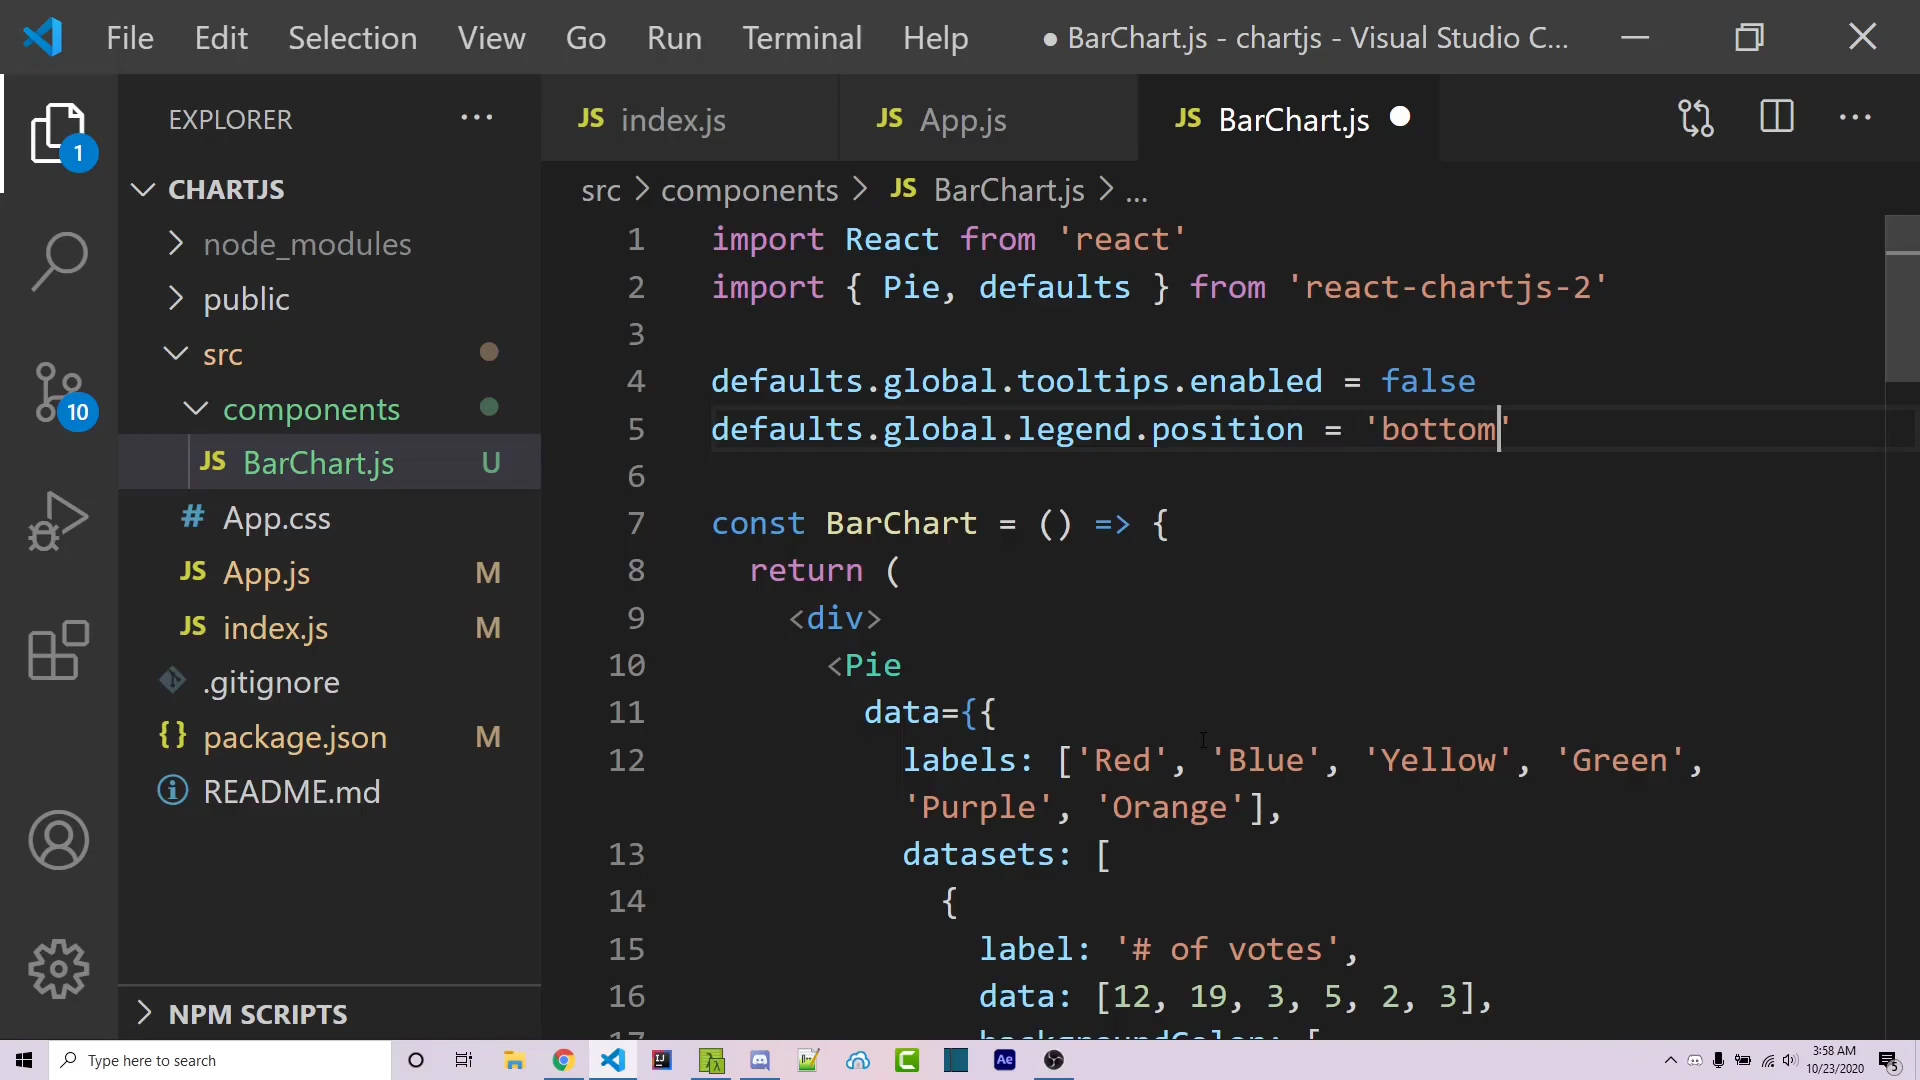 File Edit Selection View Go Run Terminal Help ● BarChart.js - chartjs - Visual Studio C...
EXPLORER
JS index.js JS App.js JS BarChart.js
1
CHARTJS
src > components > JS BarChart.js > ...
node_modules
public
src
components
JS BarChart.js U
# App.css
JS App.js M
JS index.js M
.gitignore
{} package.json M
README.md
10
NPM SCRIPTS
1 import React from 'react'
2 import { Pie, defaults } from 'react-chartjs-2'
3
4 defaults.global.tooltips.enabled = false
5 defaults.global.legend.position = 'bottom'
6
7 const BarChart = () => {
8 return (
9 <div>
10 <Pie
11 data={{
12 labels: ['Red', 'Blue', 'Yellow', 'Green',
'Purple', 'Orange'],
13 datasets: [
14 {
15 label: '# of votes',
16 data: [12, 19, 3, 5, 2, 3],
17 backgroundColor: [
Type here to search
Ae
3:58 AM
10/23/2020
5